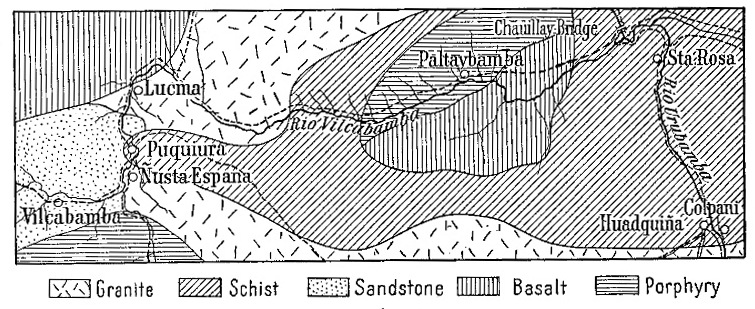 Chaullay Bridge
Paltaybamba
Sta. Rosa
Lucma
Rio Vilcabamba
Rio Urubamba
Puquiura
Ñusta España
Vilcabamba
Colpani
Huadquiña
Granite
Schist
Sandstone
Basalt
Porphyry